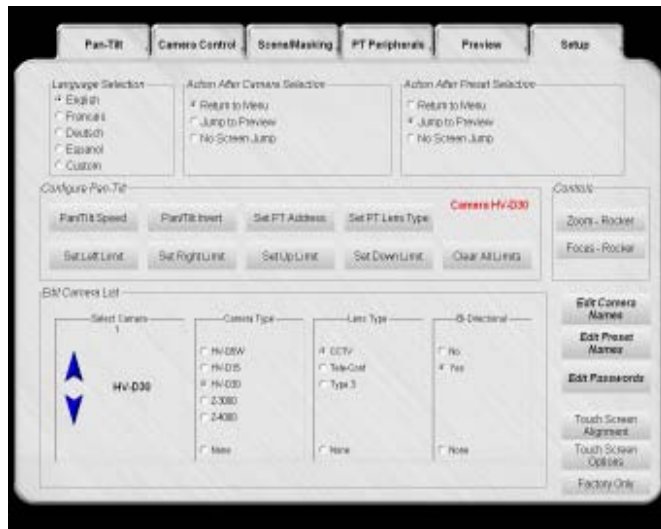 Pan-Tilt Camera Control Scene/Masking PT Peripherals Preview Setup
Language Selection
English
Francais
Deutsch
Espanol
Custom
Action After Camera Selection
Return to Menu
Jump to Preview
No Screen Jump
Action After Preset Selection
Return to Menu
Jump to Preview
No Screen Jump
Configure Pan-Tilt
Camera HV-D30
Pan/Tilt Speed Pan/Tilt Invert Set PT Address Set PT Lens Type
Set Left Limit Set Right Limit Set Up Limit Set Down Limit Clear All Limits
Controls
Zoom - Rocker
Focus - Rocker
Edit Camera List
Select Camera
1
HV-D30
Camera Type
HV-D5W
HV-D15
HV-D30
Z-3000
Z-4000
None
Lens Type
CCTV
Tele-Conf
Type 3
None
Bi-Directional
No
Yes
None
Edit Camera
Names
Edit Preset
Names
Edit Passwords
Touch Screen
Alignment
Touch Screen
Options
Factory Only